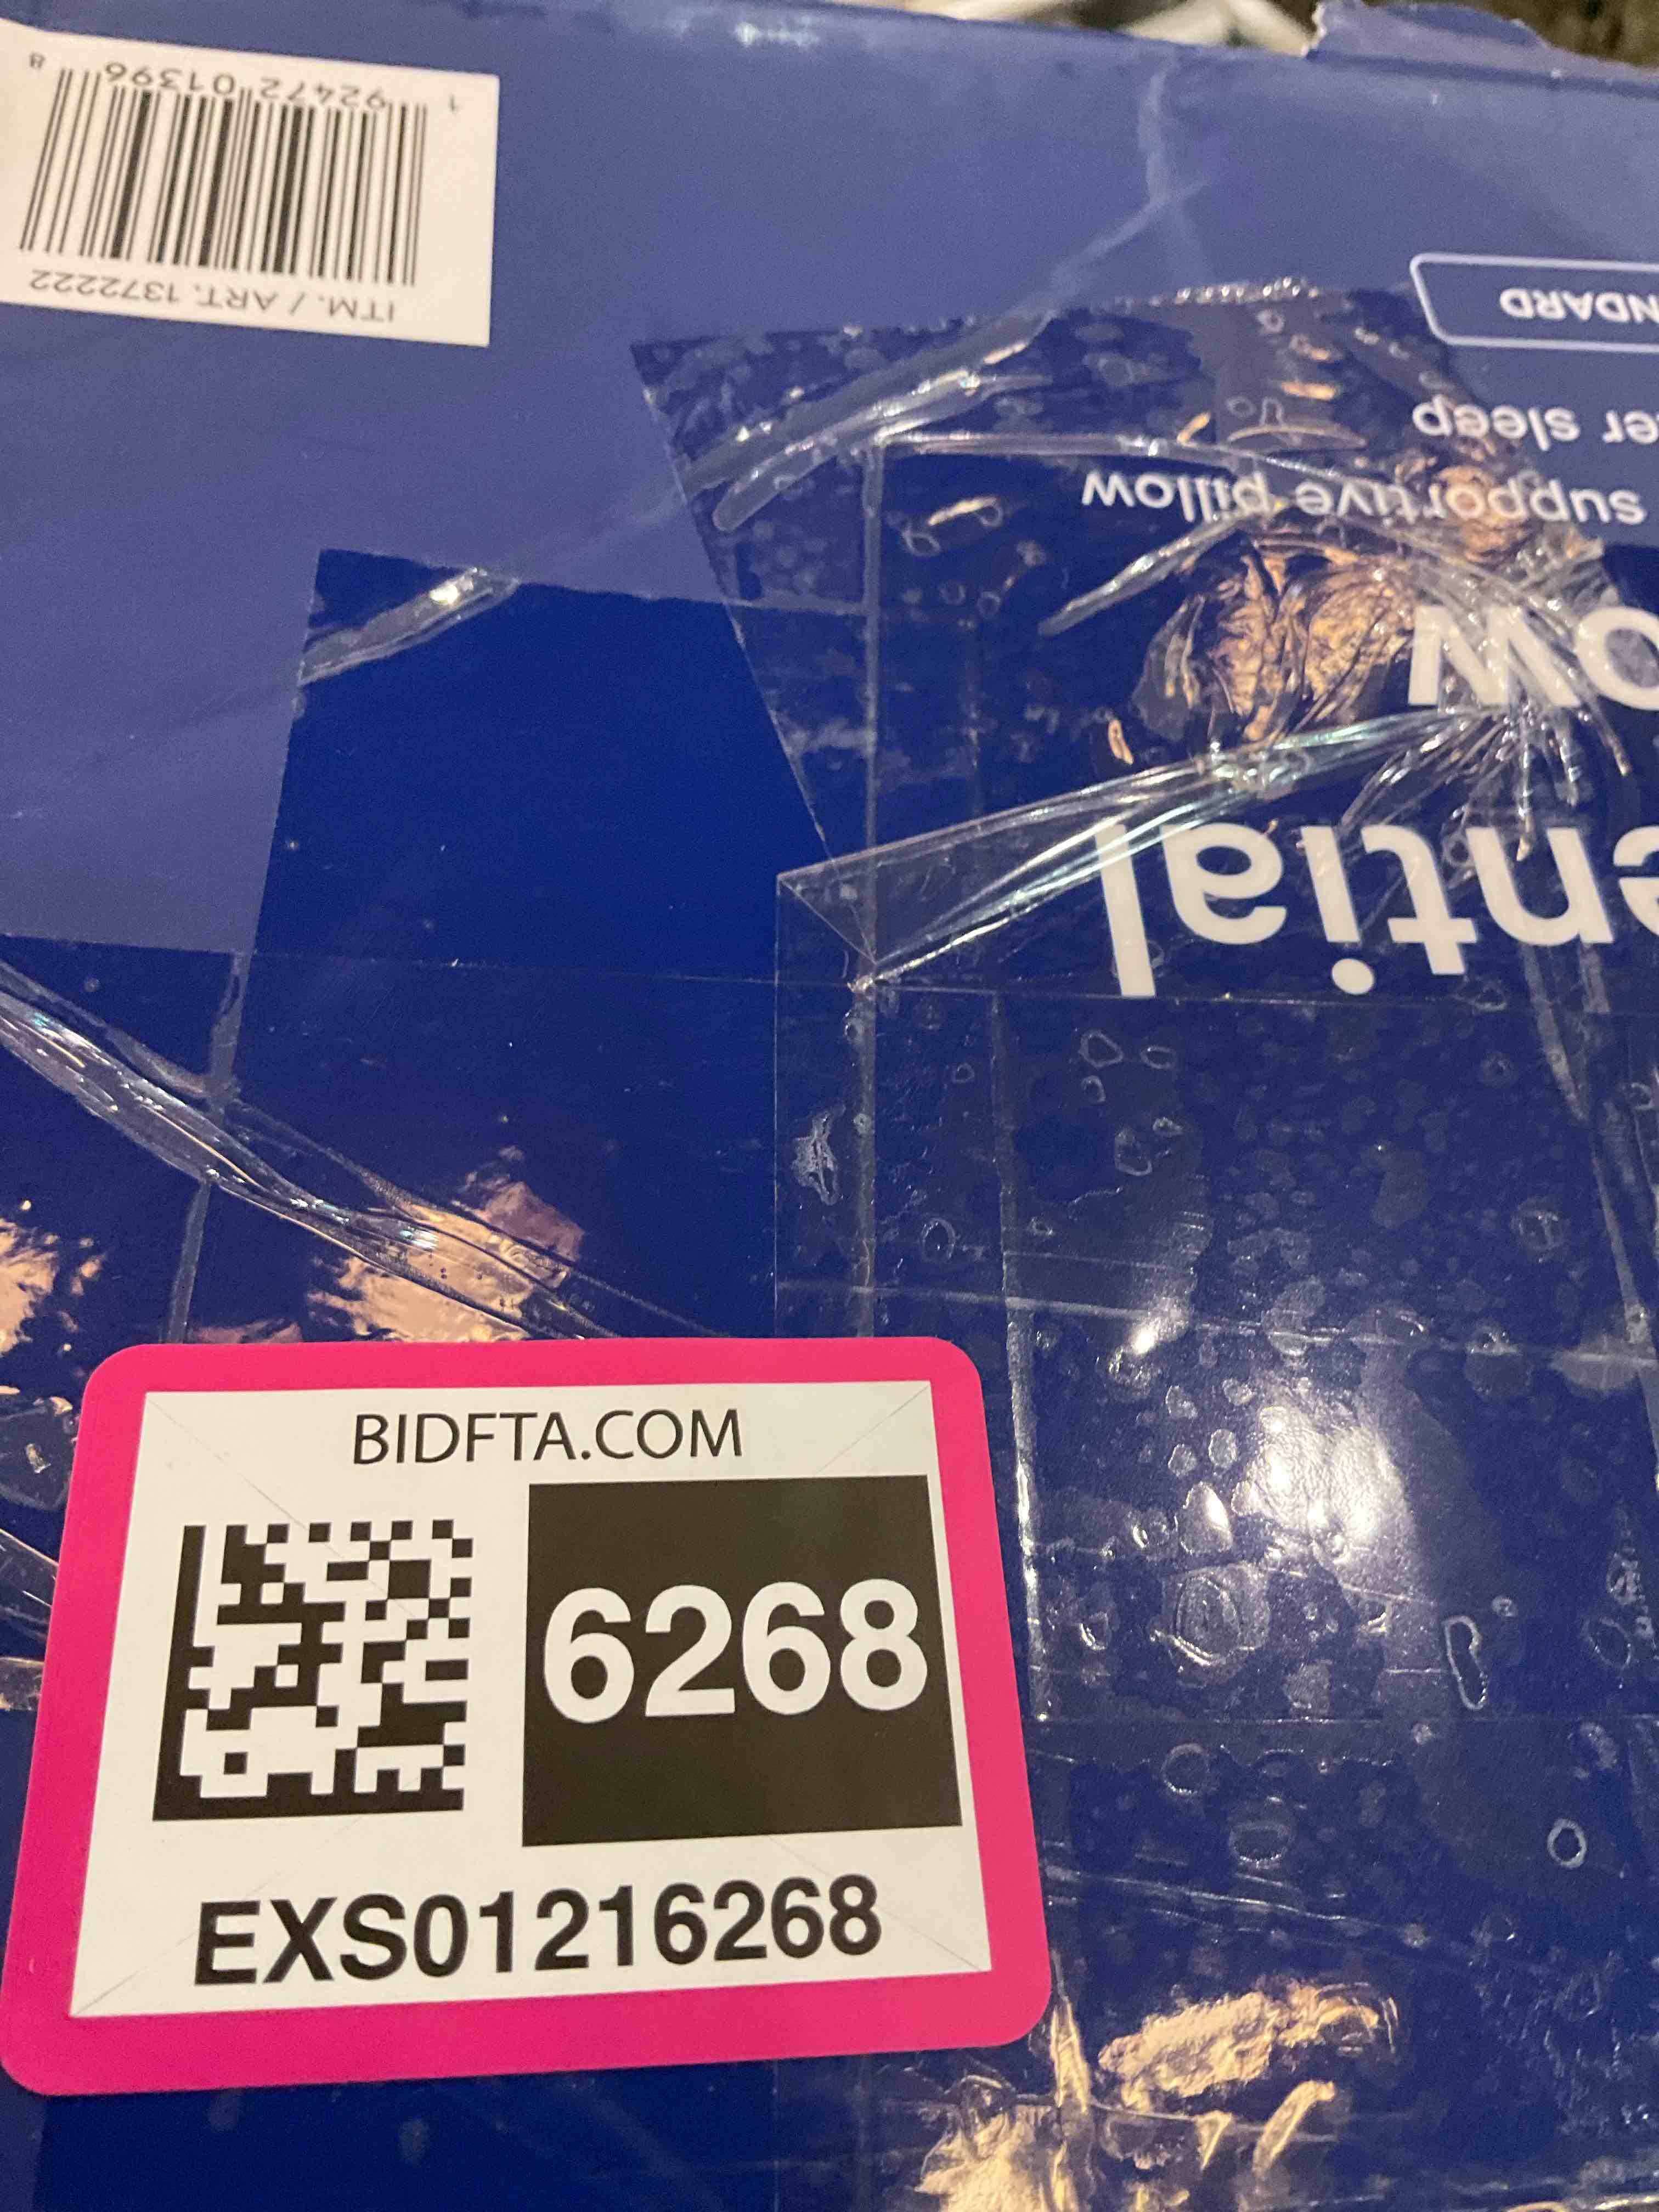 ential
ow
supportive pillow
er sleep
NDARD
ITM. / ART. 1372222
1 92472 01396 8
BIDFTA.COM
6268
EXS01216268